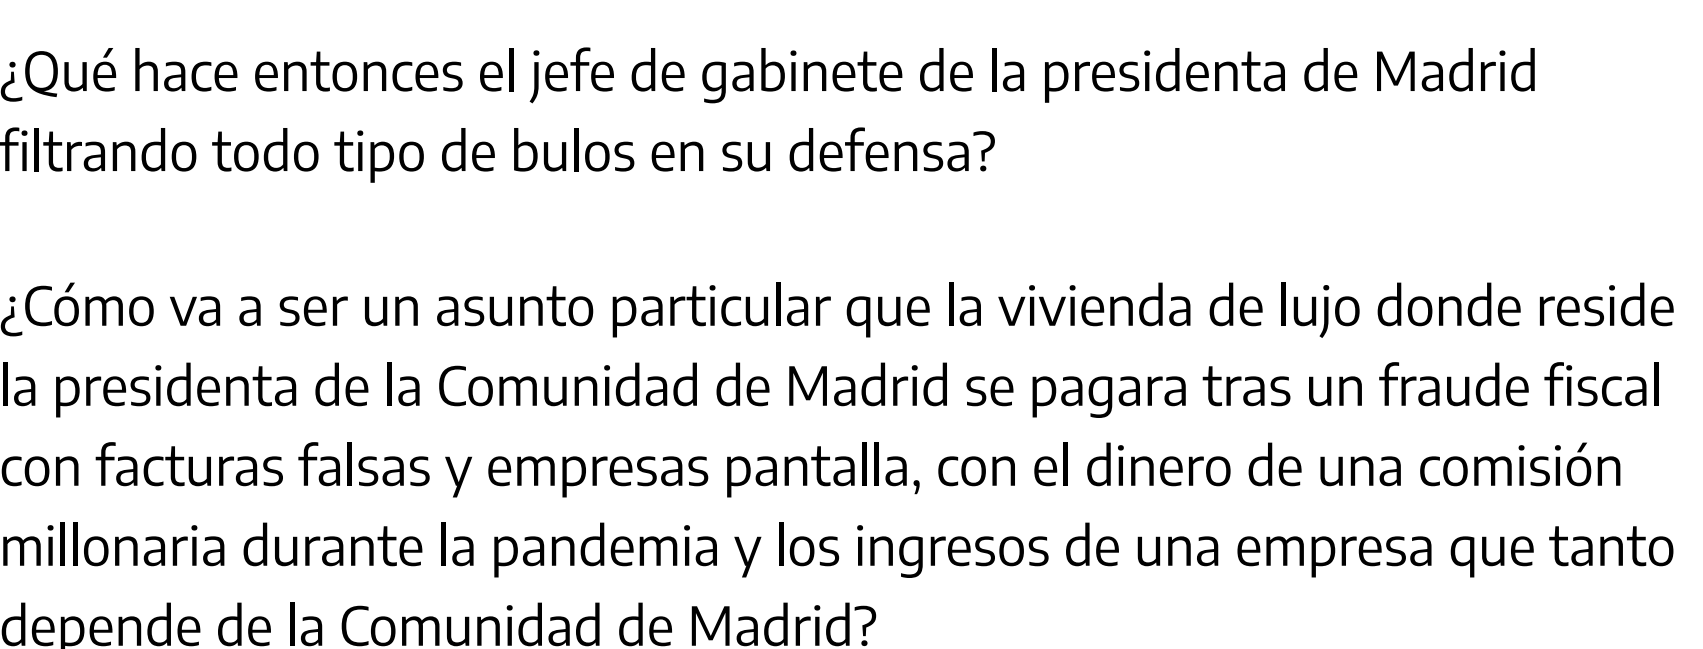 ¿Qué hace entonces el jefe de gabinete de la presidenta de Madrid
filtrando todo tipo de bulos en su defensa?
¿Cómo va a ser un asunto particular que la vivienda de lujo donde reside
la presidenta de la Comunidad de Madrid se pagara tras un fraude fiscal
con facturas falsas y empresas pantalla, con el dinero de una comisión
millonaria durante la pandemia y los ingresos de una empresa que tanto
depende de la Comunidad de Madrid?